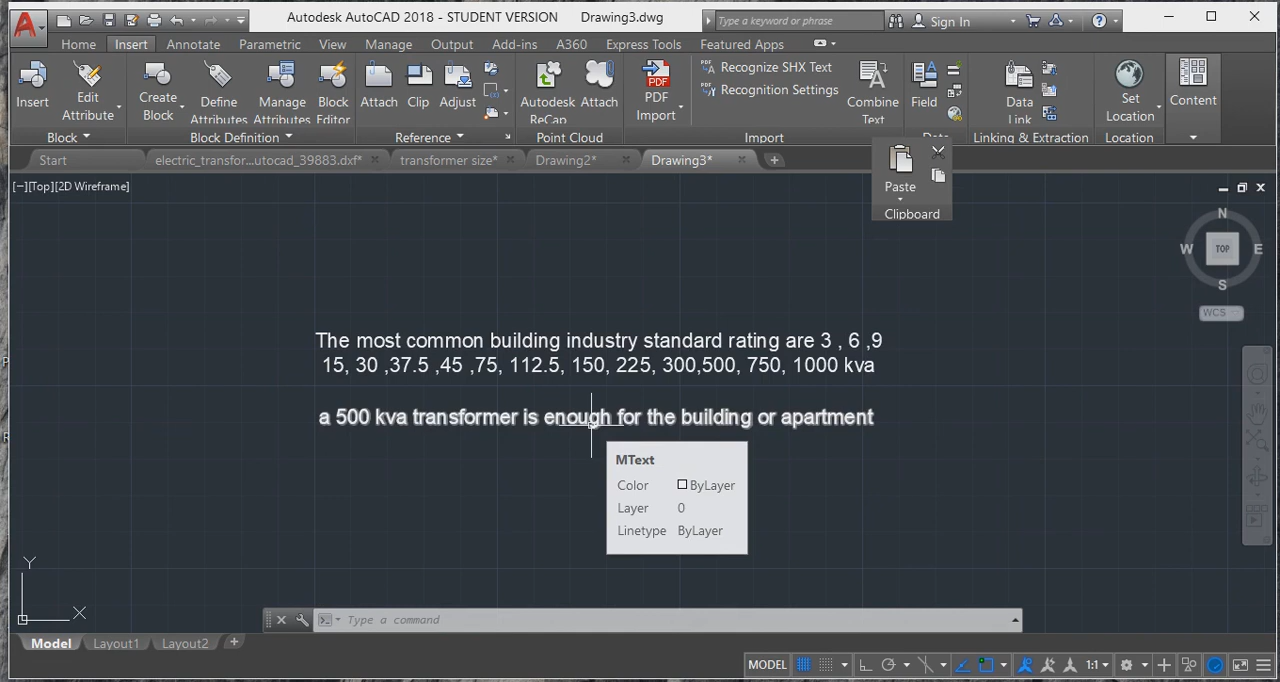 Autodesk AutoCAD 2018 - STUDENT VERSION Drawing3.dwg
Type a keyword or phrase
Sign In
Home Insert Annotate Parametric View Manage Output Add-ins A360 Express Tools Featured Apps
Insert
Edit Attribute
Create Block
Define Attributes
Manage Attributes
Block Editor
Attach
Clip
Adjust
Autodesk ReCap
Attach
PDF Import
Recognize SHX Text
Recognition Settings
Combine Text
Field
Data Link
Set Location
Content
Block
Block Definition
Reference
Point Cloud
Import
Linking & Extraction
Location
Start electric_transfor...utocad_39883.dxf* transformer size* Drawing2* Drawing3*
Paste
Clipboard
[−][Top][2D Wireframe]
N
W TOP E
S
WCS
The most common building industry standard rating are 3 , 6 ,9
15, 30 ,37.5 ,45 ,75, 112.5, 150, 225, 300,500, 750, 1000 kva
a 500 kva transformer is enough for the building or apartment
MText
Color ByLayer
Layer 0
Linetype ByLayer
Y
X
Type a command
Model Layout1 Layout2
MODEL 1:1